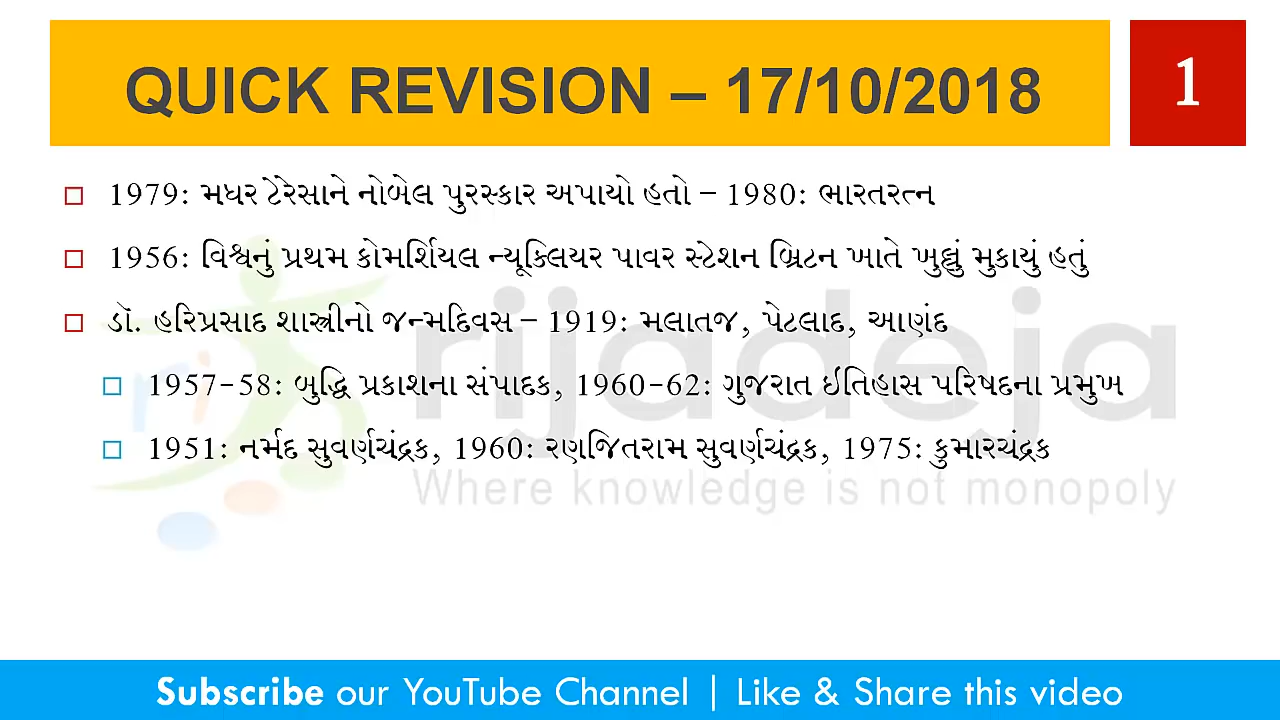 QUICK REVISION – 17/10/2018
1
1979: મધર ટેરેસાને નોબેલ પુરસ્કાર અપાયો હતો – 1980: ભારતરત્ન
1956: વિશ્વનું પ્રથમ કોમર્શિયલ ન્યૂક્લિયર પાવર સ્ટેશન બ્રિટન ખાતે ખુલ્લું મુકાયું હતું
ડૉ. હરિપ્રસાદ શાસ્ત્રીનો જન્મદિવસ – 1919: મલાતજ, પેટલાદ, આણંદ
1957-58: બુદ્ધિ પ્રકાશના સંપાદક, 1960-62: ગુજરાત ઈતિહાસ પરિષદના પ્રમુખ
1951: નર્મદ સુવર્ણચંદ્રક, 1960: રણજિતરામ સુવર્ણચંદ્રક, 1975: કુમારચંદ્રક
rijadeja
Where knowledge is not monopoly
Subscribe our YouTube Channel | Like & Share this video